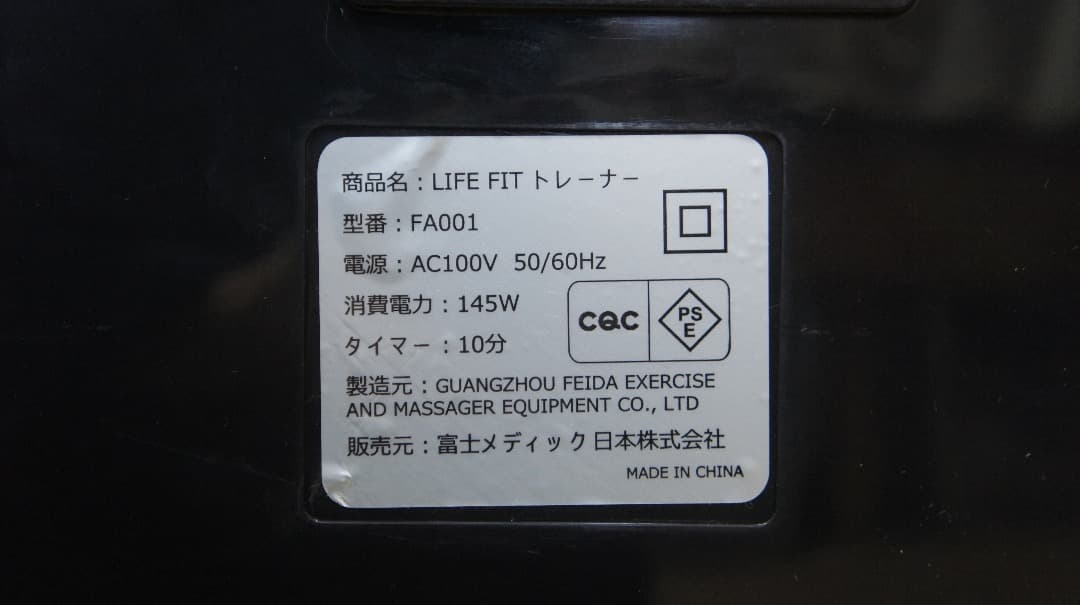 商品名：LIFE FIT トレーナー
型番：FA001
電源：AC100V 50/60Hz
消費電力：145W
タイマー：10分
CQC
PS
E
製造元：GUANGZHOU FEIDA EXERCISE
AND MASSAGER EQUIPMENT CO., LTD
販売元：富士メディック日本株式会社
MADE IN CHINA